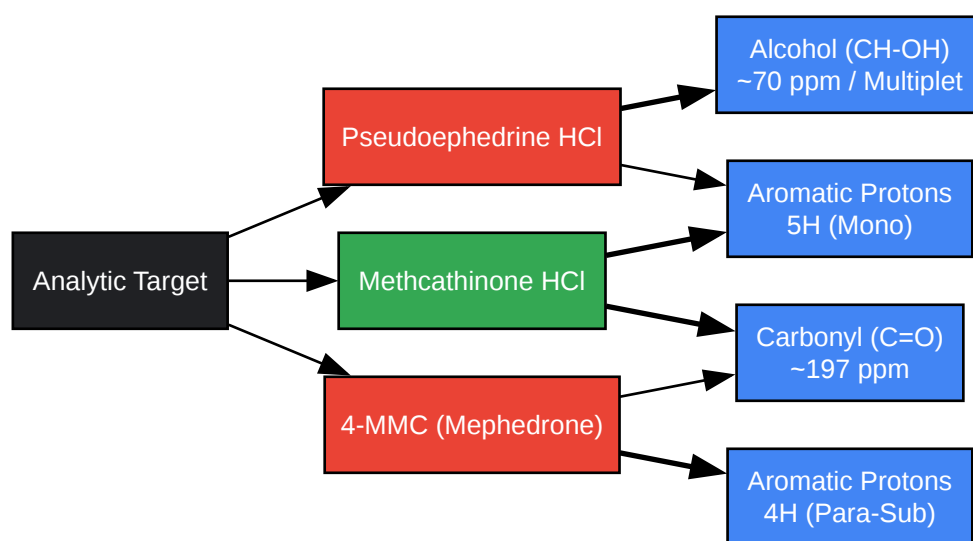 Alcohol (CH-OH)
~70 ppm / Multiplet
Pseudoephedrine HCl
Aromatic Protons
5H (Mono)
Analytic Target
Methcathinone HCl
Carbonyl (C=O)
~197 ppm
4-MMC (Mephedrone)
Aromatic Protons
4H (Para-Sub)